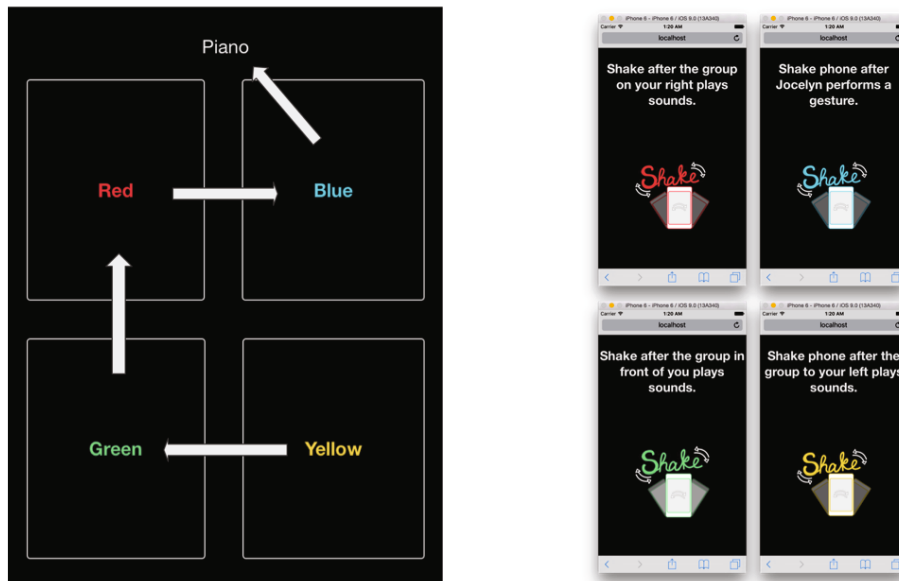 Piano
Red
Blue
Green
Yellow
iPhone 6 - iPhone 6 / iOS 9.0 (13A340)
Carrier 1:20 AM
localhost
Shake after the group
on your right plays
sounds.
Shake
iPhone 6 - iPhone 6 / iOS 9.0 (13A340)
Carrier 1:20 AM
localhost
Shake phone after
Jocelyn performs a
gesture.
Shake
iPhone 6 - iPhone 6 / iOS 9.0 (13A340)
Carrier 1:20 AM
localhost
Shake after the group in
front of you plays
sounds.
Shake
iPhone 6 - iPhone 6 / iOS 9.0 (13A340)
Carrier 1:20 AM
localhost
Shake phone after the
group to your left plays
sounds.
Shake